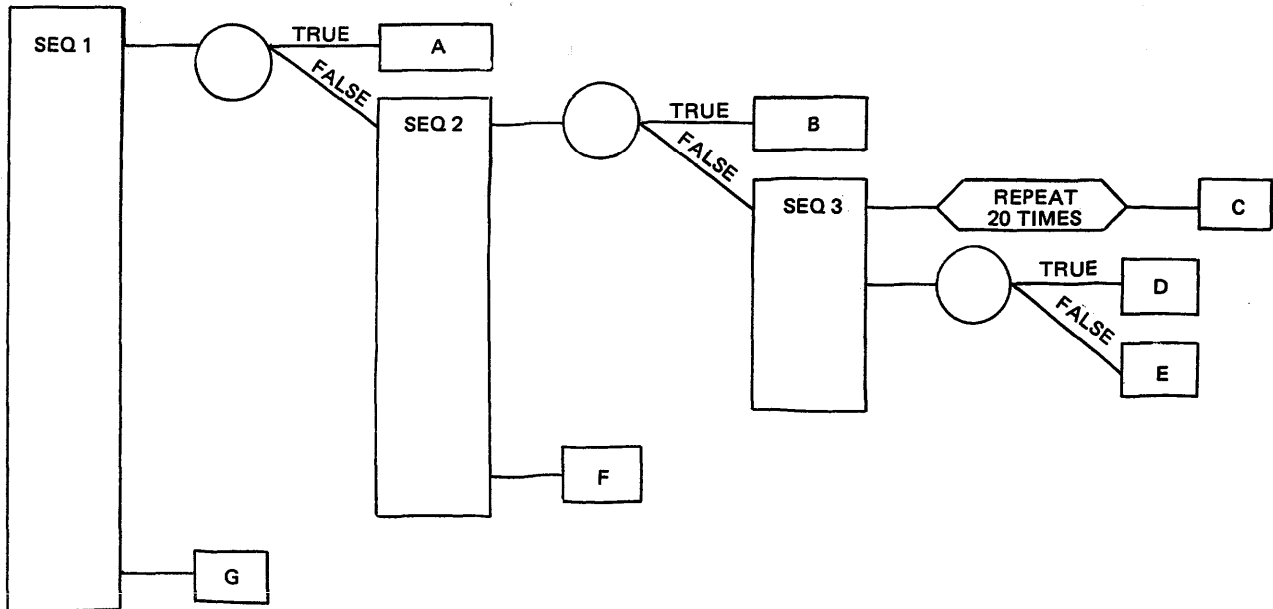 SEQ 1
TRUE
A
FALSE
SEQ 2
TRUE
B
FALSE
SEQ 3
REPEAT
20 TIMES
C
TRUE
D
FALSE
E
F
G